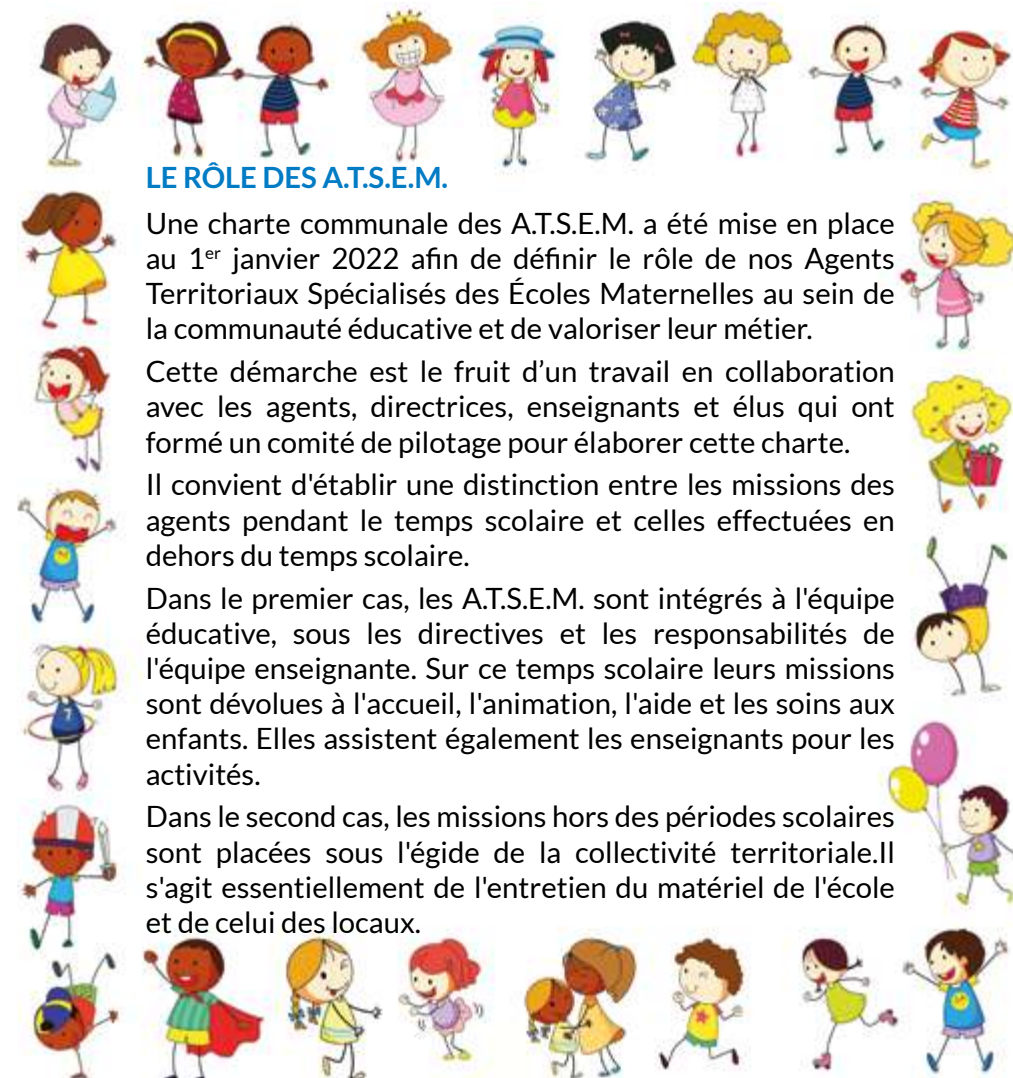 LE RÔLE DES A.T.S.E.M.
Une charte communale des A.T.S.E.M. a été mise en place
au 1er janvier 2022 afin de définir le rôle de nos Agents
Territoriaux Spécialisés des Écoles Maternelles au sein de
la communauté éducative et de valoriser leur métier.
Cette démarche est le fruit d’un travail en collaboration
avec les agents, directrices, enseignants et élus qui ont
formé un comité de pilotage pour élaborer cette charte.
Il convient d'établir une distinction entre les missions des
agents pendant le temps scolaire et celles effectuées en
dehors du temps scolaire.
Dans le premier cas, les A.T.S.E.M. sont intégrés à l'équipe
éducative, sous les directives et les responsabilités de
l'équipe enseignante. Sur ce temps scolaire leurs missions
sont dévolues à l'accueil, l'animation, l'aide et les soins aux
enfants. Elles assistent également les enseignants pour les
activités.
Dans le second cas, les missions hors des périodes scolaires
sont placées sous l'égide de la collectivité territoriale.Il
s'agit essentiellement de l'entretien du matériel de l'école
et de celui des locaux.